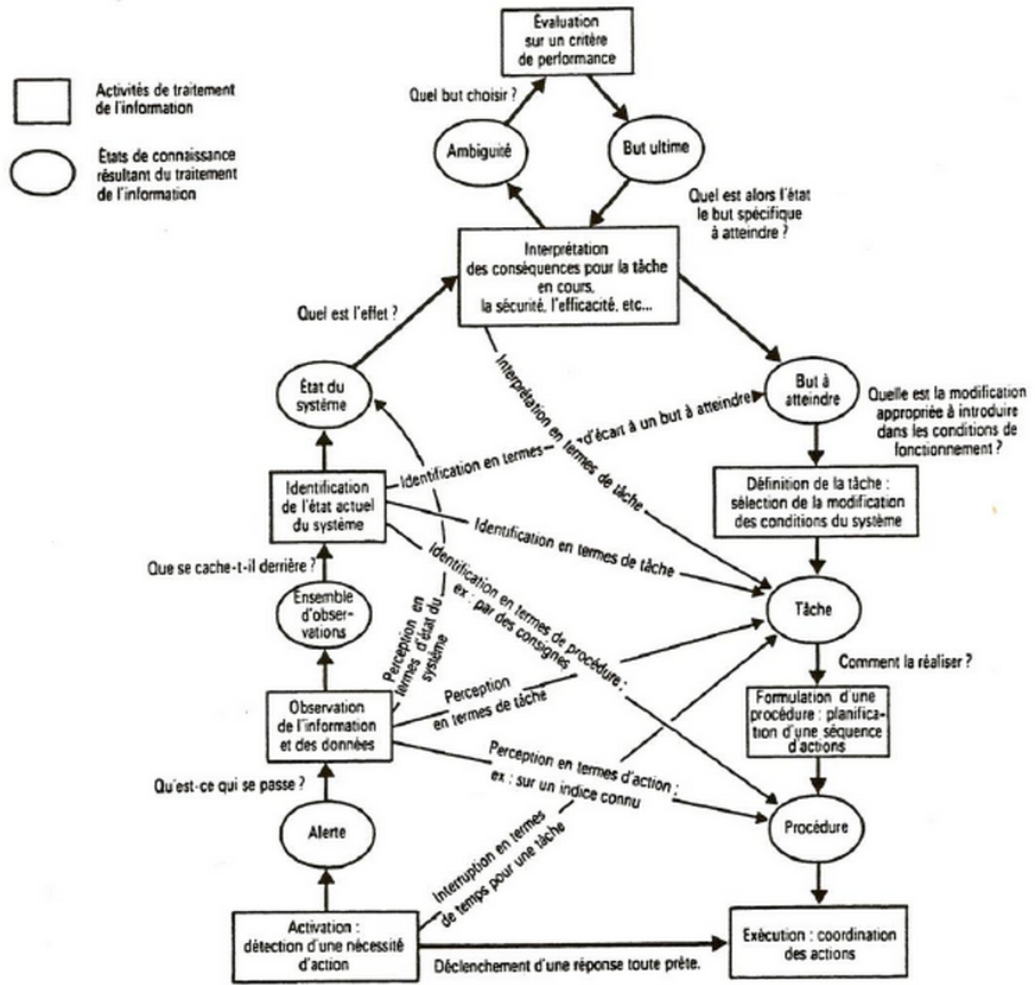 Évaluation
sur un critère
de performance
Activités de traitement
de l'information
Quel but choisir ?
Ambiguïté
But ultime
États de connaissance
résultant du traitement
de l'information
Quel est alors l'état
le but spécifique
à atteindre ?
Interprétation
des conséquences pour la tâche
en cours,
la sécurité, l'efficacité, etc...
Quel est l'effet ?
Interprétation en termes de tâche
État du
système
But à
atteindre
Quelle est la modification
appropriée à introduire
dans les conditions de
fonctionnement ?
Identification en termes d'écart à un but à atteindre
Identification
de l'état actuel
du système
Définition de la tâche :
sélection de la modification
des conditions du système
Identification en termes de tâche
Identification en termes de procédure :
ex : par des consignes
Que se cache-t-il derrière ?
Ensemble
d'obser-
vations
Tâche
Perception en
termes d'état du
système
Comment la réaliser ?
Perception
en termes de tâche
Observation
de l'information
et des données
Formulation d'une
procédure : planifica-
tion d'une séquence
d'actions
Perception en termes d'action :
ex : sur un indice connu
Qu'est-ce qui se passe ?
Alerte
Procédure
Interruption en termes
de temps pour une tâche
Activation :
détection d'une nécessité
d'action
Exécution : coordination
des actions
Déclenchement d'une réponse toute prête.